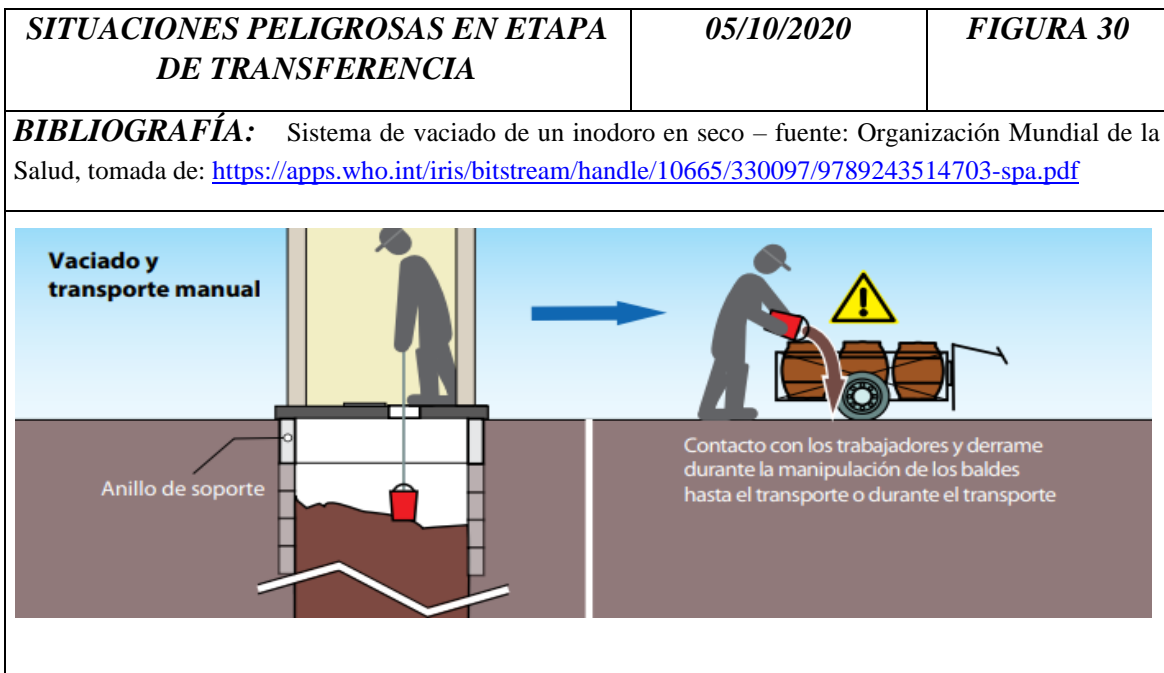 SITUACIONES PELIGROSAS EN ETAPA
DE TRANSFERENCIA
05/10/2020
FIGURA 30
BIBLIOGRAFÍA: Sistema de vaciado de un inodoro en seco – fuente: Organización Mundial de la
Salud, tomada de: https://apps.who.int/iris/bitstream/handle/10665/330097/9789243514703-spa.pdf
Vaciado y
transporte manual
Anillo de soporte
Contacto con los trabajadores y derrame
durante la manipulación de los baldes
hasta el transporte o durante el transporte